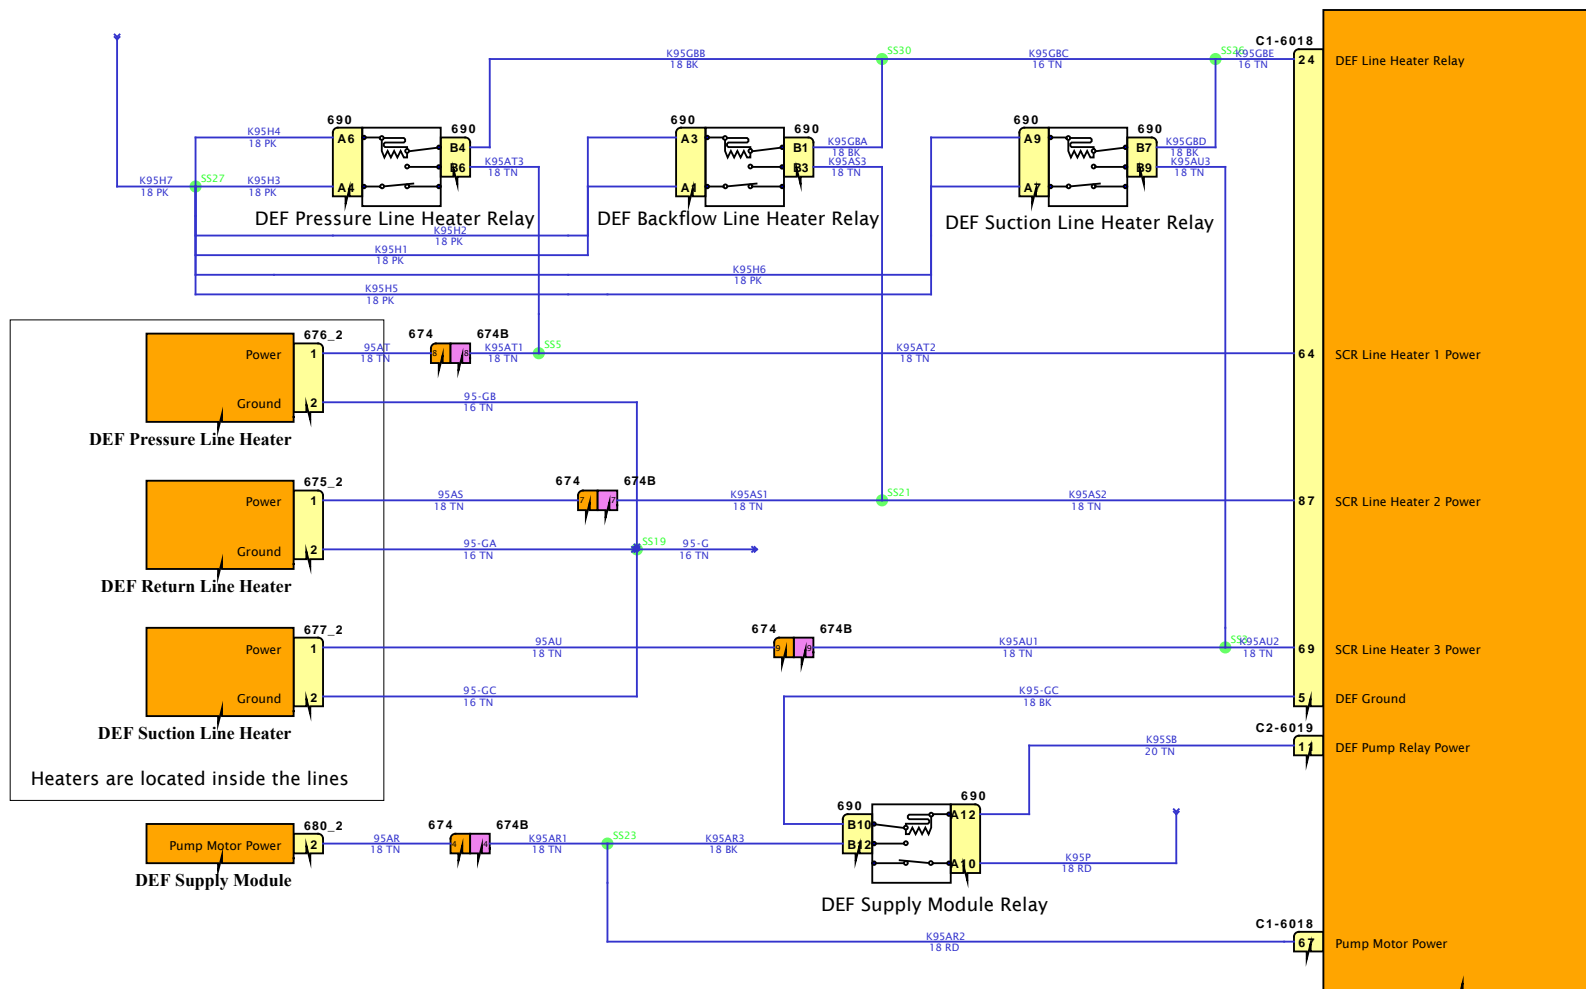 C1-6018
K95GBB
18 BK
SS30
K95GBC
16 TN
K95GBE
16 TN
24
DEF Line Heater Relay
690
690
690
690
690
690
K95H4
18 PK
A6
B4
A3
B1
K95GBA
18 BK
A9
B7
K95GBD
18 BK
B6
K95AT3
18 TN
B3
K95AS3
18 TN
B9
K95AU3
18 TN
K95H7
18 PK
SS27
K95H3
18 PK
A4
A1
A7
DEF Pressure Line Heater Relay
DEF Backflow Line Heater Relay
DEF Suction Line Heater Relay
K95H2
18 PK
K95H1
18 PK
K95H6
18 PK
K95H5
18 PK
676_2
674
674B
Power
1
95AT
18 TN
8
8
K95AT1
18 TN
SS5
K95AT2
18 TN
64
SCR Line Heater 1 Power
Ground
2
95-GB
16 TN
DEF Pressure Line Heater
675_2
674
674B
Power
1
95AS
18 TN
7
7
K95AS1
18 TN
SS21
K95AS2
18 TN
87
SCR Line Heater 2 Power
Ground
2
95-GA
16 TN
SS19
95-G
16 TN
DEF Return Line Heater
677_2
674
674B
Power
1
95AU
18 TN
9
9
K95AU1
18 TN
K95AU2
18 TN
69
SCR Line Heater 3 Power
Ground
2
95-GC
16 TN
K95-GC
18 BK
5
DEF Ground
DEF Suction Line Heater
C2-6019
K95SB
20 TN
11
DEF Pump Relay Power
Heaters are located inside the lines
690
690
680_2
674
674B
B10
A12
Pump Motor Power
2
95AR
18 TN
4
4
K95AR1
18 TN
SS23
K95AR3
18 BK
B12
A10
K95P
18 RD
DEF Supply Module
DEF Supply Module Relay
C1-6018
K95AR2
18 RD
67
Pump Motor Power